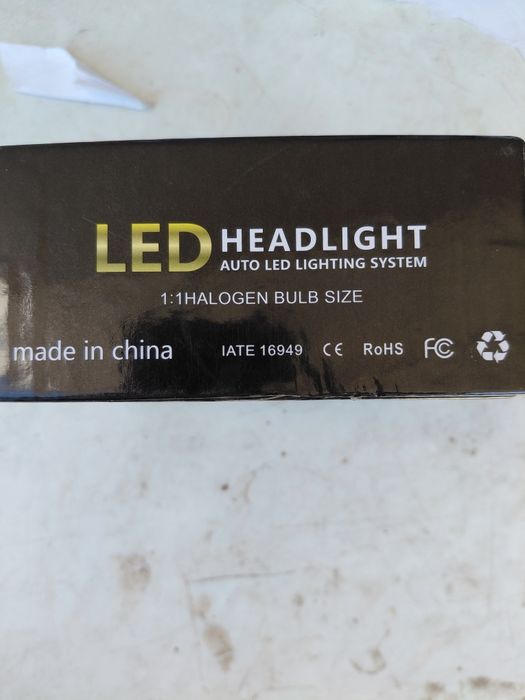 LED HEADLIGHT
AUTO LED LIGHTING SYSTEM
1:1HALOGEN BULB SIZE
made in china IATE 16949 CE RoHS FC